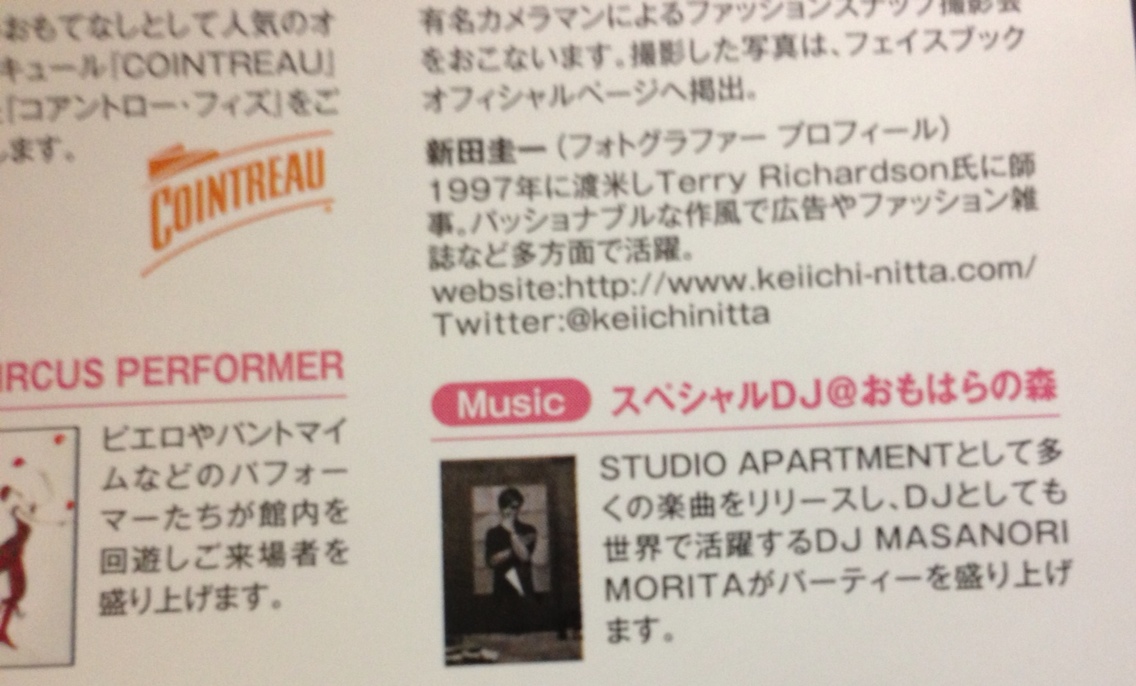 おもてなしとして人気のオ
キュール『COINTREAU』
『コアントロー・フィズ』をご
します。
COINTREAU
IRCUS PERFORMER
ピエロやパントマイ
ムなどのパフォー
マーたちが館内を
回遊しご来場者を
盛り上げます。
有名カメラマンによるファッションスナップ撮影会
をおこないます。撮影した写真は、フェイスブック
オフィシャルページへ掲出。
新田圭一（フォトグラファー プロフィール）
1997年に渡米しTerry Richardson氏に師
事。パッショナブルな作風で広告やファッション雑
誌など多方面で活躍。
website:http://www.keiichi-nitta.com/
Twitter:@keiichinitta
Music スペシャルDJ@おもはらの森
STUDIO APARTMENTとして多
くの楽曲をリリースし、DJとしても
世界で活躍するDJ MASANORI
MORITAがパーティーを盛り上げ
ます。